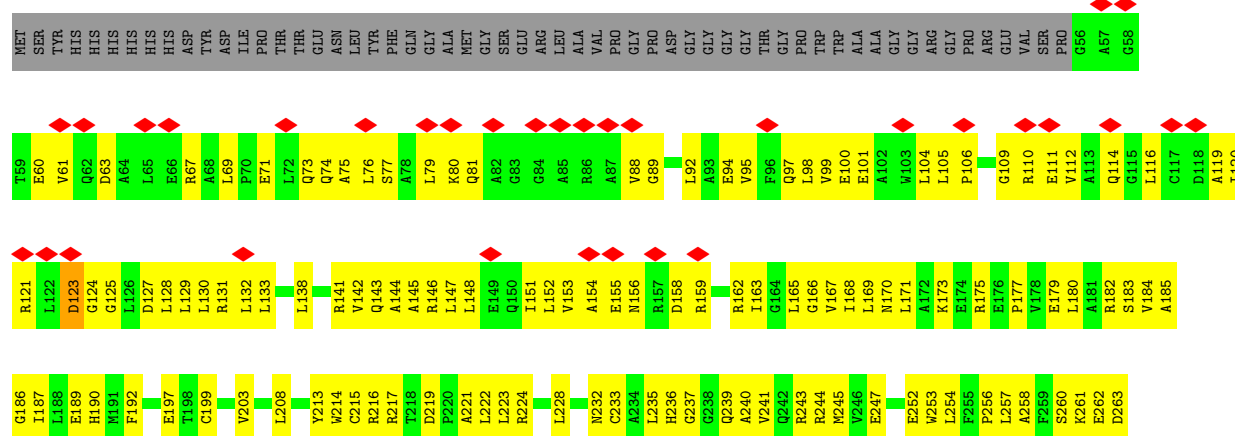 MET SER TYR HIS HIS HIS HIS HIS HIS ASP TYR ASP ILE PRO THR THR GLU ASN LEU TYR PHE GLN GLY ALA MET GLY SER GLU ARG LEU ALA VAL PRO GLY PRO ASP GLY GLY GLY GLY THR GLY PRO TRP TRP ALA ALA GLY GLY ARG GLY PRO ARG GLU VAL SER PRO G56 A57 G58
T59 E60 V61 Q62 D63 A64 L65 E66 R67 A68 L69 P70 E71 L72 Q73 Q74 A75 L76 S77 A78 L79 K80 Q81 A82 G83 G84 A85 R86 A87 V88 G89 L92 A93 E94 V95 F96 Q97 L98 V99 E100 E101 A102 W103 L104 L105 P106 G109 R110 E111 V112 A113 Q114 G115 L116 C117 D118 A119 I120
R121 L122 D123 G124 G125 L126 D127 L128 L129 L130 R131 L132 L133 L138 R141 V142 Q143 A144 A145 R146 L147 L148 E149 Q150 I151 L152 V153 A154 E155 N156 R157 D158 R159 R162 I163 G164 L165 G166 V167 I168 L169 N170 L171 A172 K173 E174 R175 E176 P177 V178 E179 L180 A181 R182 S183 V184 A185
G186 I187 L188 E189 H190 M191 F192 E197 T198 C199 V203 L208 Y213 W214 C215 R216 R217 T218 D219 P220 A221 L222 L223 R224 L228 N232 C233 A234 L235 H236 G237 G238 Q239 A240 V241 Q242 R243 R244 M245 V246 E247 E252 W253 L254 F255 P256 L257 A258 F259 S260 K261 E262 D263